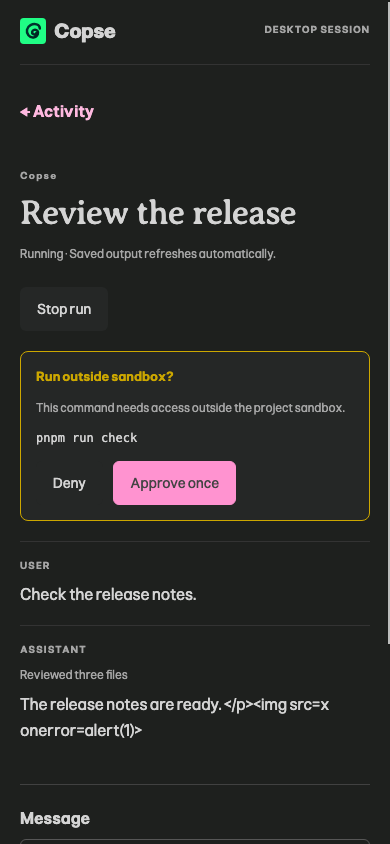 Copse
DESKTOP SESSION
← Activity
Copse
Review the release
Running · Saved output refreshes automatically.
Stop run
Run outside sandbox?
This command needs access outside the project sandbox.
pnpm run check
Deny
Approve once
USER
Check the release notes.
ASSISTANT
Reviewed three files
The release notes are ready. </p><img src=x
onerror=alert(1)>
Message